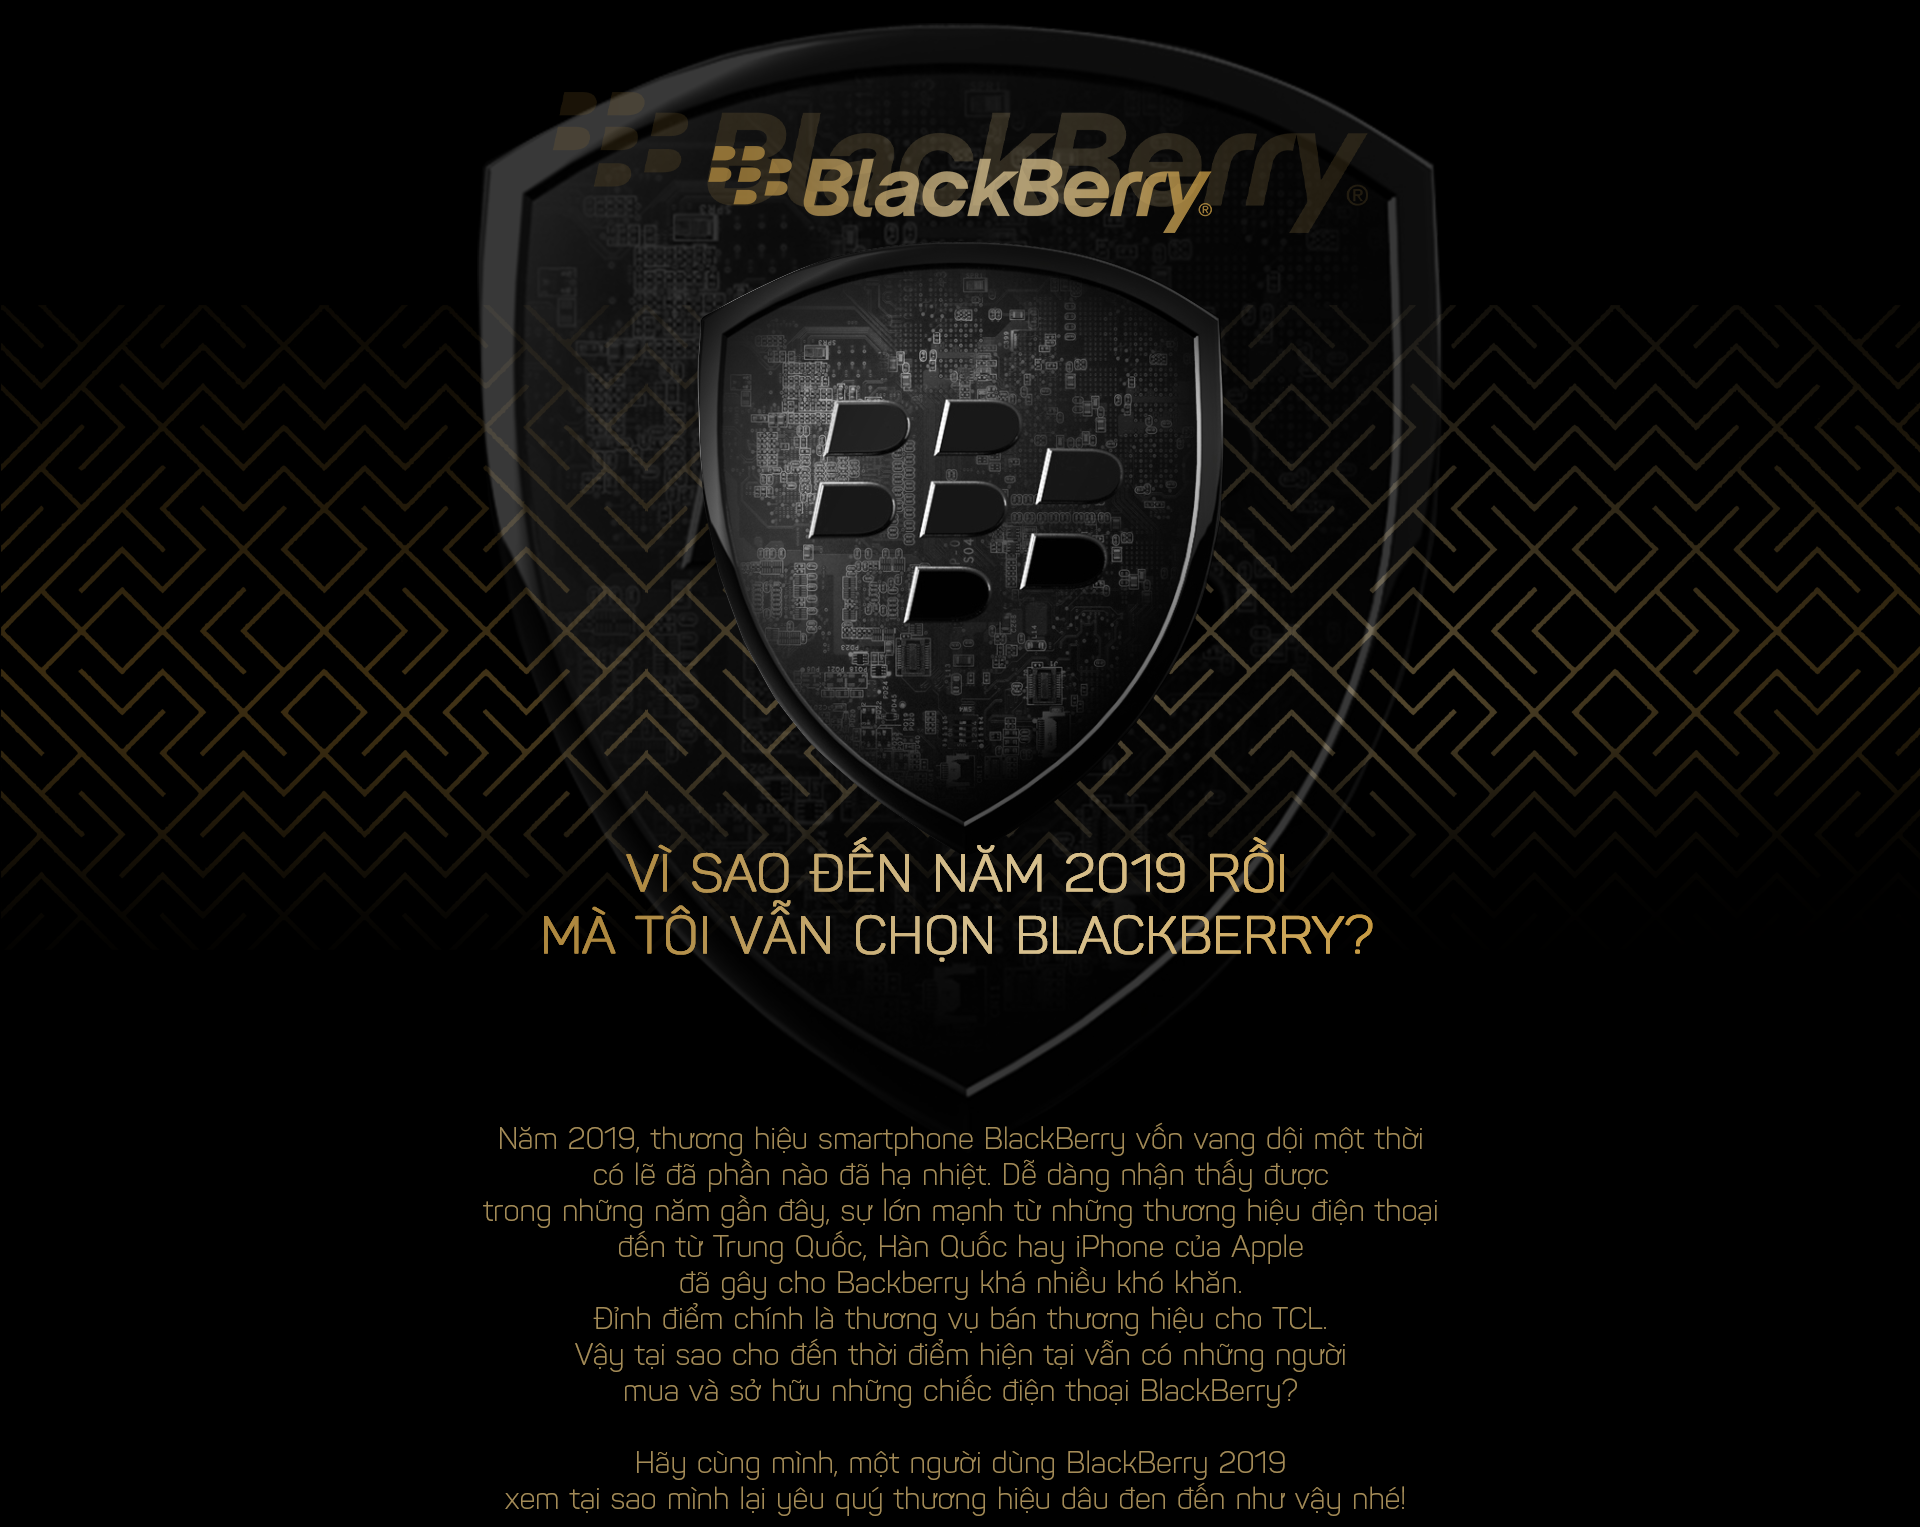 BlackBerry®
BlackBerry®
VÌ SAO ĐẾN NĂM 2019 RỒI
MÀ TÔI VẪN CHỌN BLACKBERRY?
Năm 2019, thương hiệu smartphone BlackBerry vốn vang dội một thời
có lẽ đã phần nào đã hạ nhiệt. Dễ dàng nhận thấy được
trong những năm gần đây, sự lớn mạnh từ những thương hiệu điện thoại
đến từ Trung Quốc, Hàn Quốc hay iPhone của Apple
đã gây cho Backberry khá nhiều khó khăn.
Đỉnh điểm chính là thương vụ bán thương hiệu cho TCL.
Vậy tại sao cho đến thời điểm hiện tại vẫn có những người
mua và sở hữu những chiếc điện thoại BlackBerry?
Hãy cùng mình, một người dùng BlackBerry 2019
xem tại sao mình lại yêu quý thương hiệu dâu đen đến như vậy nhé!